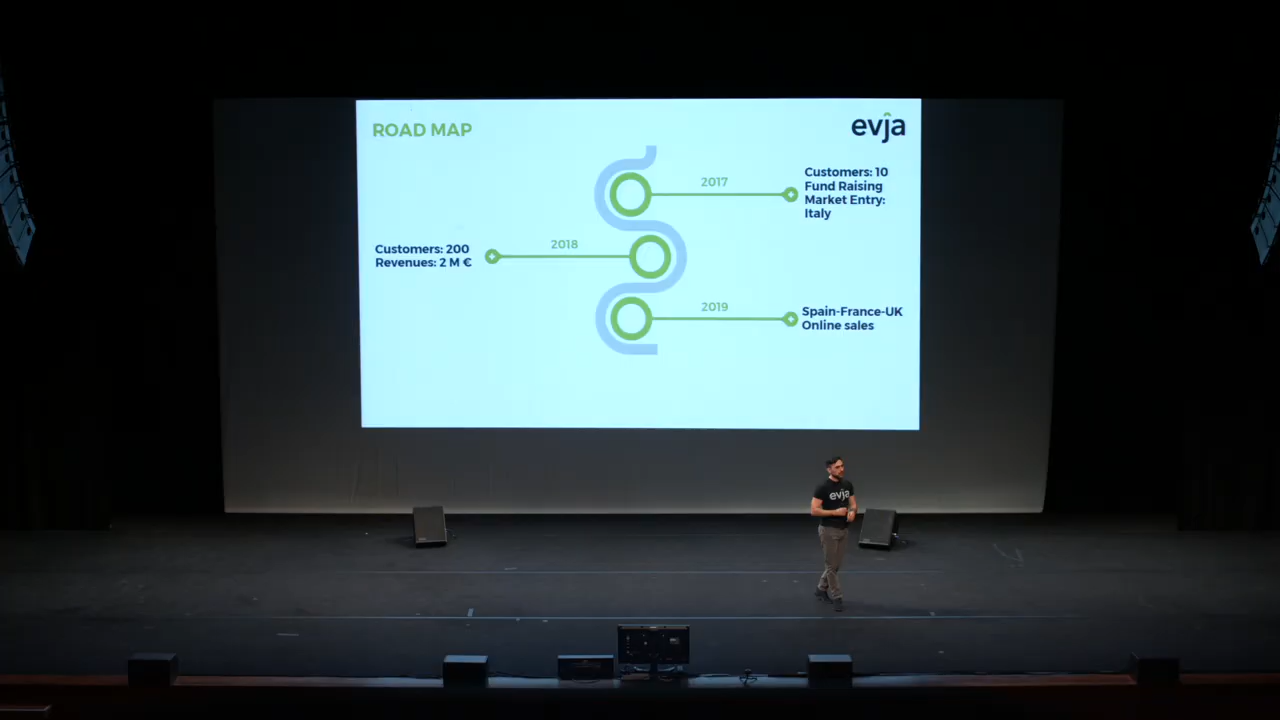 ROAD MAP
evja
2017
Customers: 10
Fund Raising
Market Entry:
Italy
2018
Customers: 200
Revenues: 2 M €
2019
Spain-France-UK
Online sales
evja